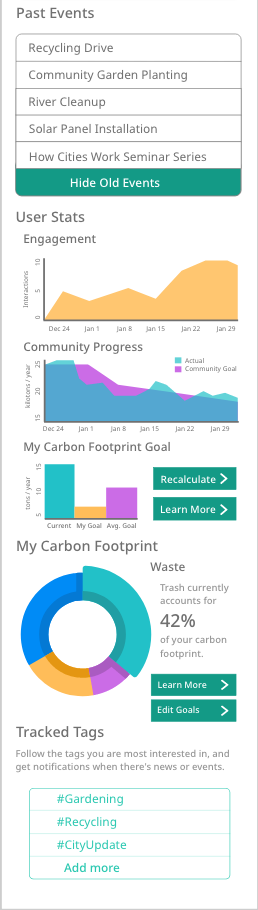 Past Events
Recycling Drive
Community Garden Planting
River Cleanup
Solar Panel Installation
How Cities Work Seminar Series
Hide Old Events
User Stats
Engagement
Interactions
10
5
0
Dec 24 Jan 1 Jan 8 Jan 15 Jan 22 Jan 29
Community Progress
Actual
Community Goal
kilotons / year
25
20
15
Dec 24 Jan 1 Jan 8 Jan 15 Jan 22 Jan 29
My Carbon Footprint Goal
tons / year
15
10
5
Current My Goal Avg. Goal
Recalculate
Learn More
My Carbon Footprint
Waste
Trash currently
accounts for
42%
of your carbon
footprint.
Learn More
Edit Goals
Tracked Tags
Follow the tags you are most interested in, and
get notifications when there's news or events.
#Gardening
#Recycling
#CityUpdate
Add more